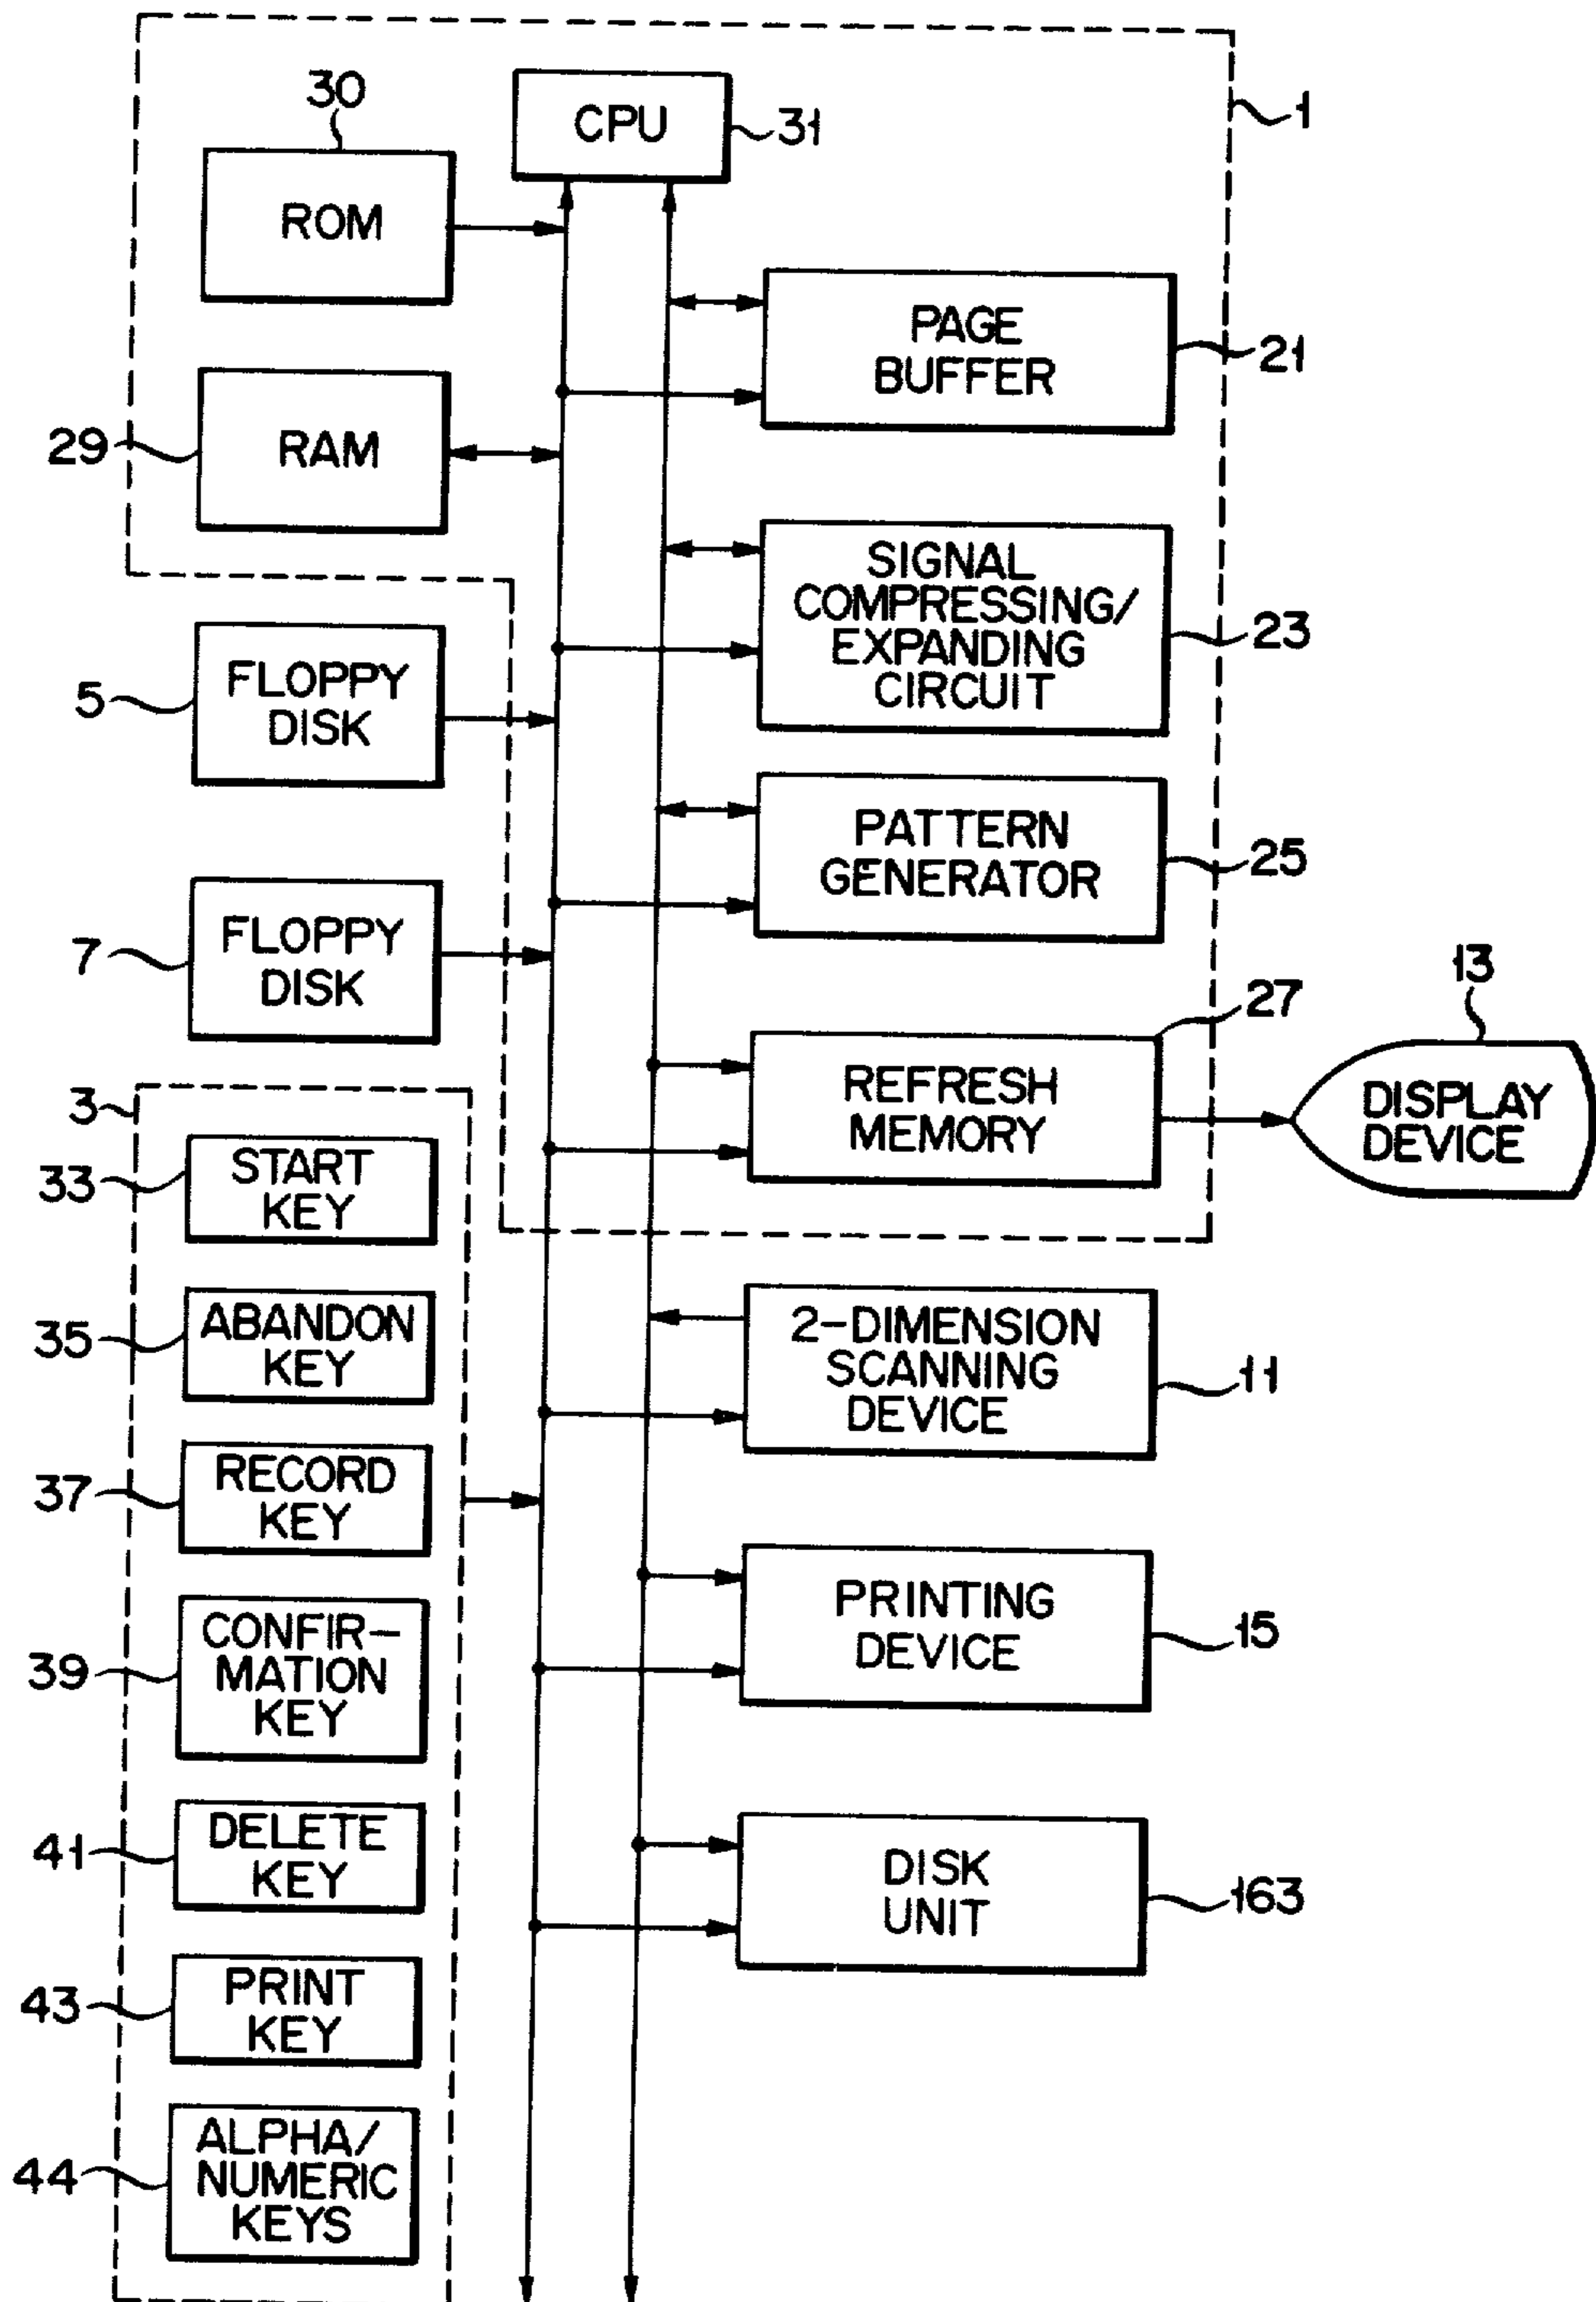 30
CPU
31
1
ROM
PAGE
BUFFER
21
29
RAM
SIGNAL
COMPRESSING/
EXPANDING
CIRCUIT
23
5
FLOPPY
DISK
PATTERN
GENERATOR
25
7
FLOPPY
DISK
27
13
REFRESH
MEMORY
DISPLAY
DEVICE
3
33
START
KEY
35
ABANDON
KEY
2-DIMENSION
SCANNING
DEVICE
11
37
RECORD
KEY
39
CONFIR-
MATION
KEY
PRINTING
DEVICE
15
41
DELETE
KEY
DISK
UNIT
163
43
PRINT
KEY
44
ALPHA/
NUMERIC
KEYS